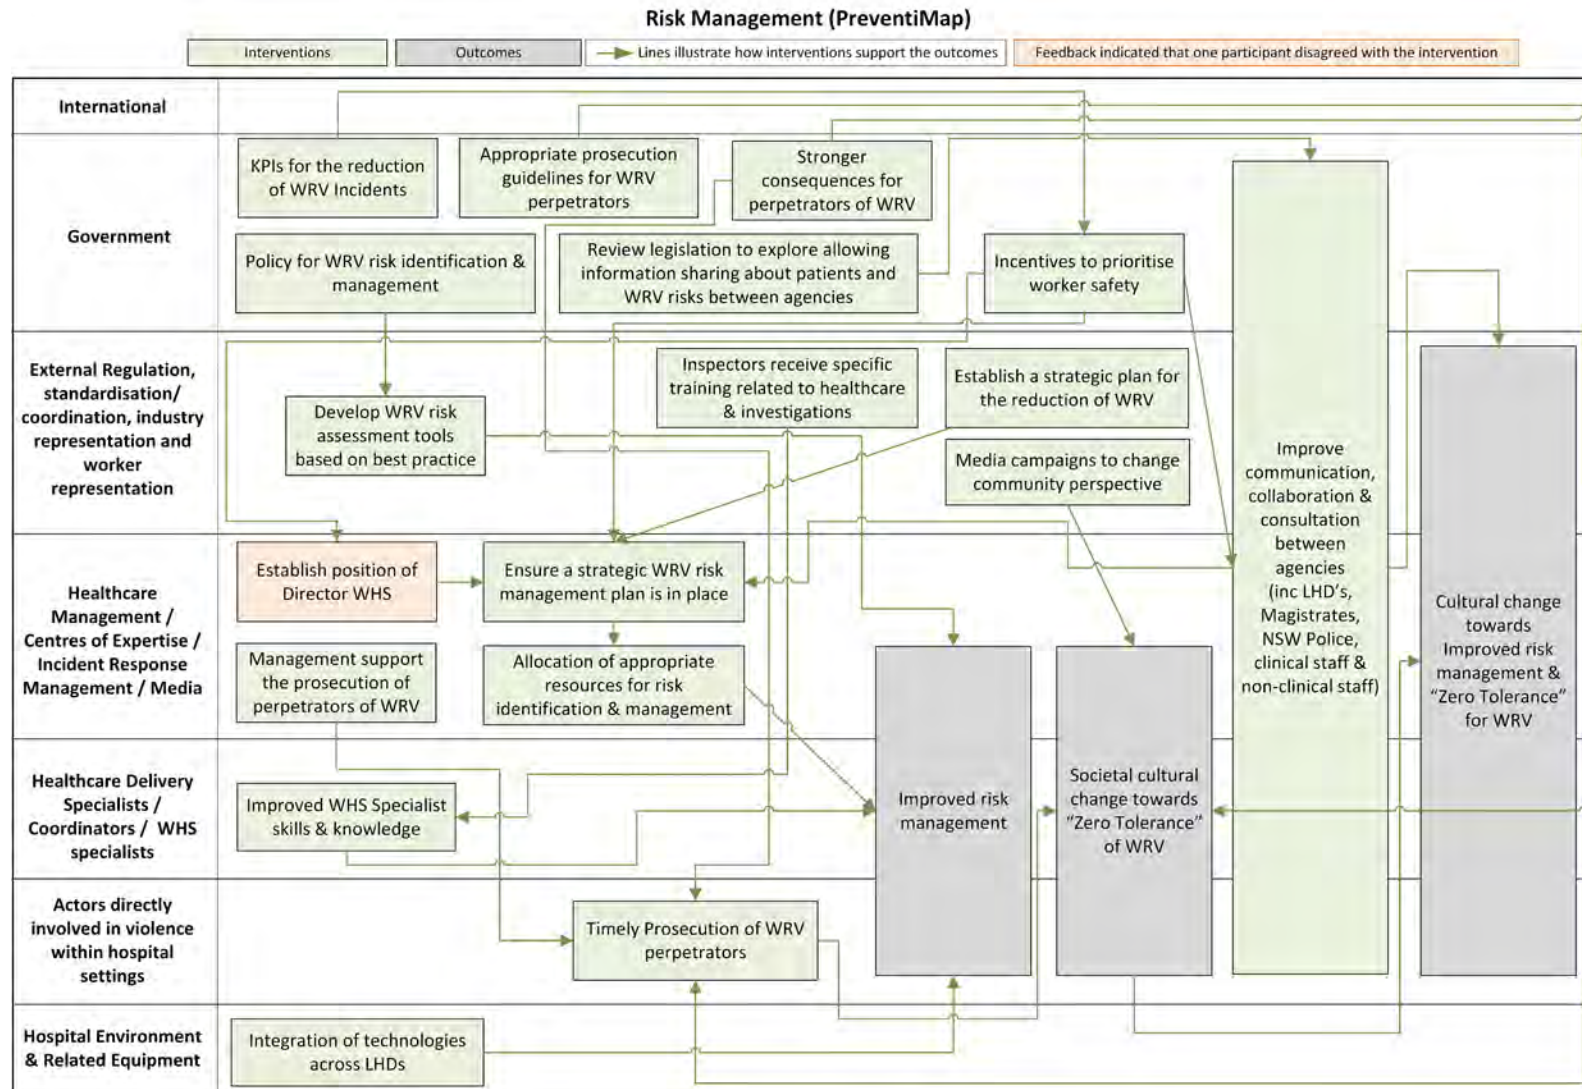 Risk Management (PreventiMap)
Interventions
Outcomes
Lines illustrate how interventions support the outcomes
Feedback indicated that one participant disagreed with the intervention
International
Government
KPIs for the reduction
of WRV Incidents
Appropriate prosecution
guidelines for WRV
perpetrators
Stronger
consequences for
perpetrators of WRV
Policy for WRV risk identification &
management
Review legislation to explore allowing
information sharing about patients and
WRV risks between agencies
Incentives to prioritise
worker safety
External Regulation,
standardisation/
coordination, industry
representation and
worker
representation
Develop WRV risk
assessment tools
based on best practice
Inspectors receive specific
training related to healthcare
& investigations
Establish a strategic plan for
the reduction of WRV
Media campaigns to change
community perspective
Improve
communication,
collaboration &
consultation
between
agencies
(inc LHD's,
Magistrates,
NSW Police,
clinical staff &
non-clinical staff)
Cultural change
towards
Improved risk
management &
“Zero Tolerance”
for WRV
Healthcare
Management /
Centres of Expertise /
Incident Response
Management / Media
Establish position of
Director WHS
Ensure a strategic WRV risk
management plan is in place
Management support
the prosecution of
perpetrators of WRV
Allocation of appropriate
resources for risk
identification & management
Healthcare Delivery
Specialists /
Coordinators / WHS
specialists
Improved WHS Specialist
skills & knowledge
Improved risk
management
Societal cultural
change towards
“Zero Tolerance”
of WRV
Actors directly
involved in violence
within hospital
settings
Timely Prosecution of WRV
perpetrators
Hospital Environment
& Related Equipment
Integration of technologies
across LHDs